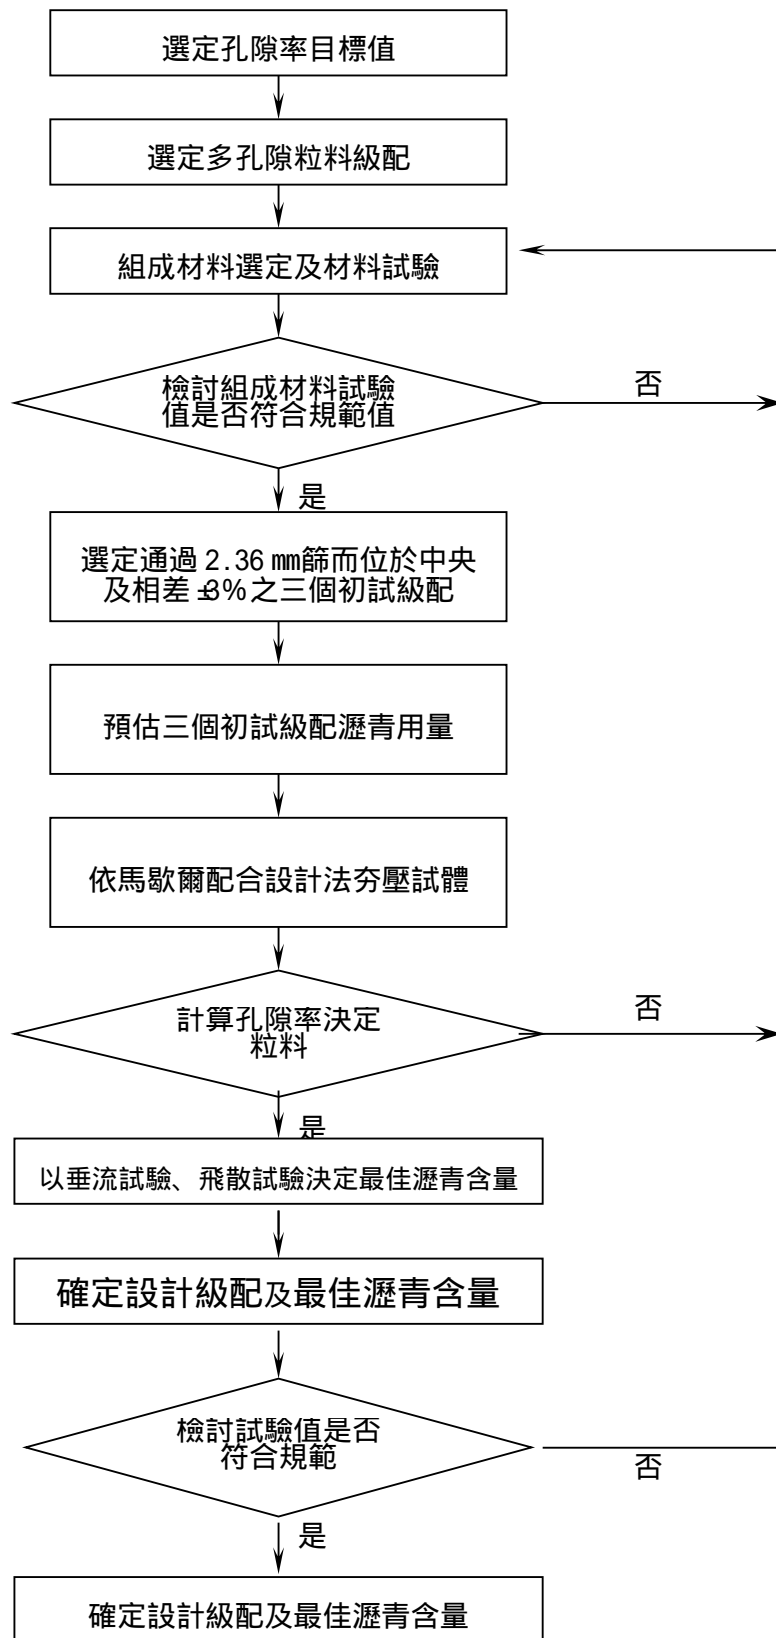 選定孔隙率目標值
選定多孔隙粒料級配
組成材料選定及材料試驗
檢討組成材料試驗
值是否符合規範值
否
是
選定通過 2.36 ㎜篩而位於中央
及相差 ±3%之三個初試級配
預估三個初試級配瀝青用量
依馬歇爾配合設計法夯壓試體
計算孔隙率決定
粒料
否
是
以垂流試驗、飛散試驗決定最佳瀝青含量
確定設計級配及最佳瀝青含量
檢討試驗值是否
符合規範
否
是
確定設計級配及最佳瀝青含量